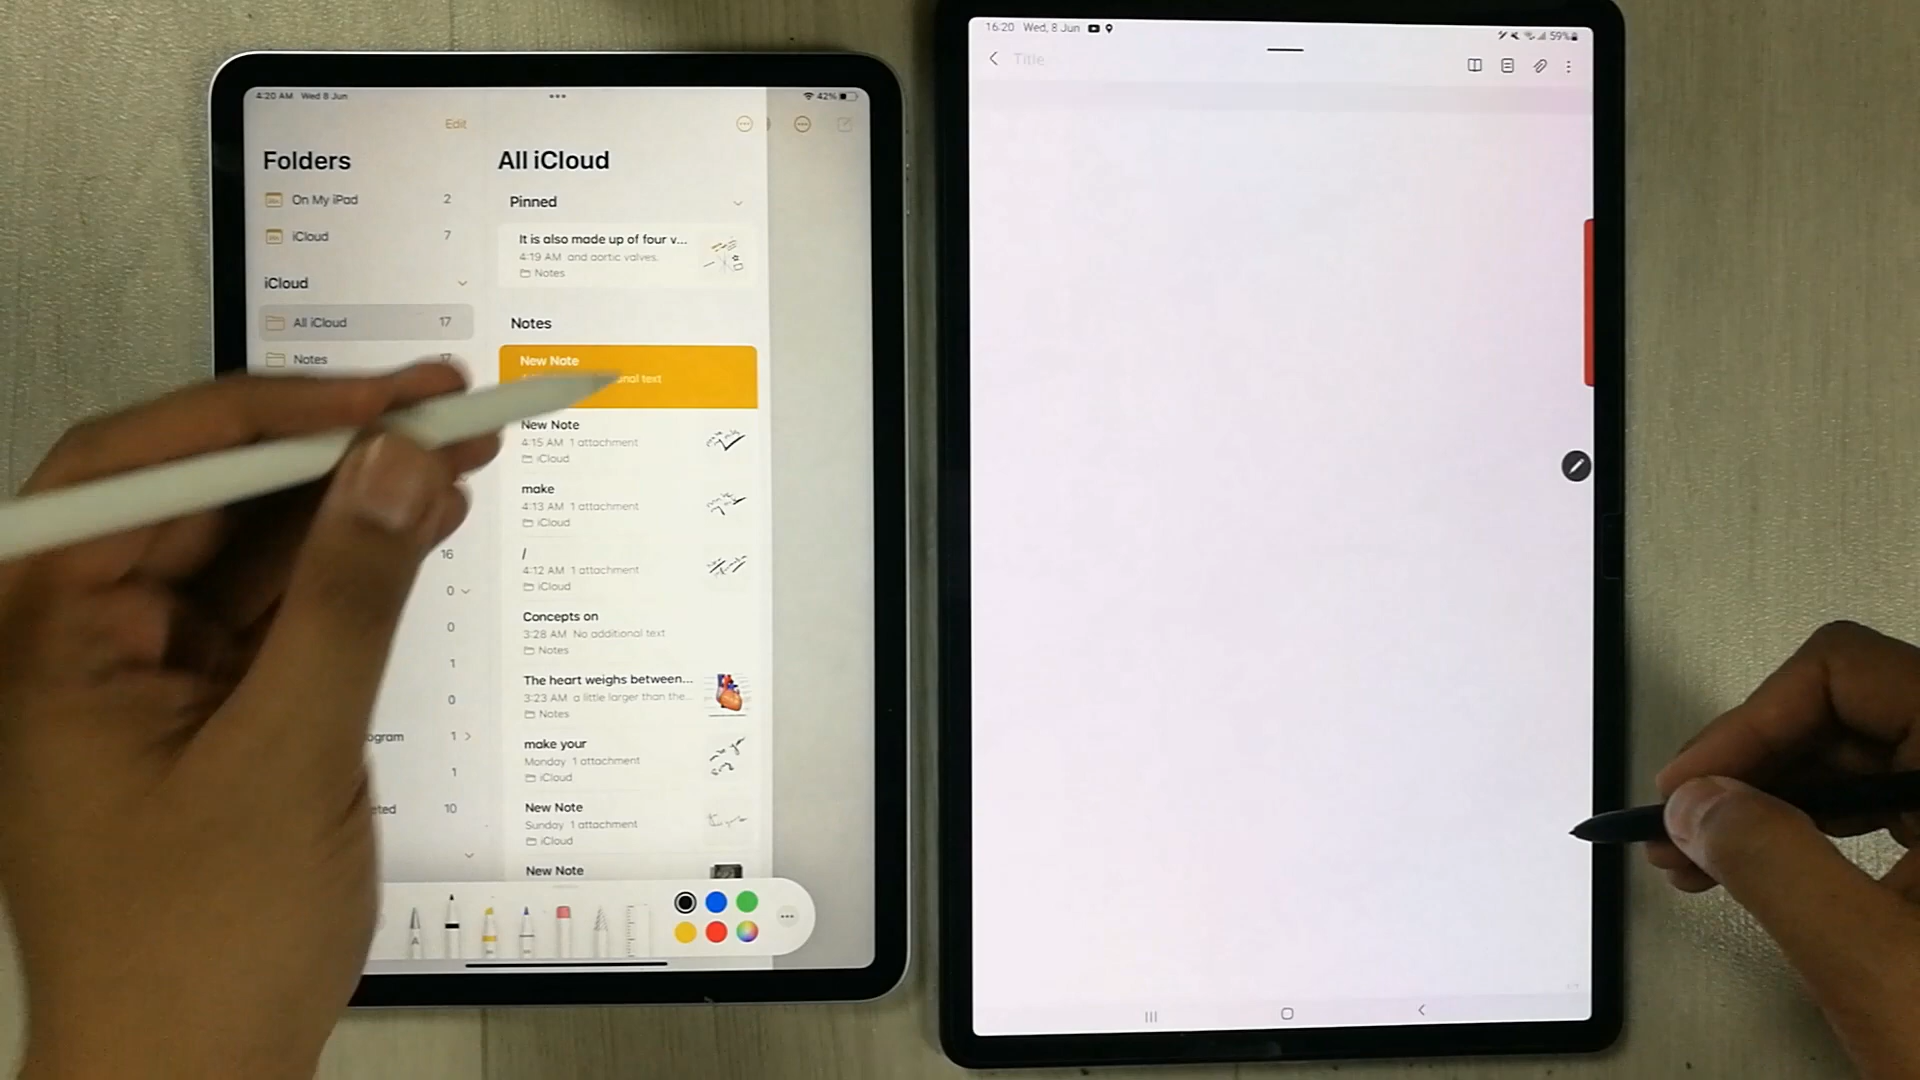 4:20 AM Wed 8 Jun
42%
Edit
Folders
On My iPad 2
iCloud 7
iCloud
All iCloud 17
Notes 17
16
0
0
1
0
ogram 1
1
eted 10
All iCloud
Pinned
It is also made up of four v...
4:19 AM and aortic valves.
Notes
Notes
New Note
onal text
New Note
4:15 AM 1 attachment
iCloud
make
4:13 AM 1 attachment
iCloud
/
4:12 AM 1 attachment
iCloud
Concepts on
3:28 AM No additional text
Notes
The heart weighs between...
3:23 AM a little larger than the...
Notes
make your
Monday 1 attachment
iCloud
New Note
Sunday 1 attachment
iCloud
New Note
16:20 Wed, 8 Jun
59%
Title